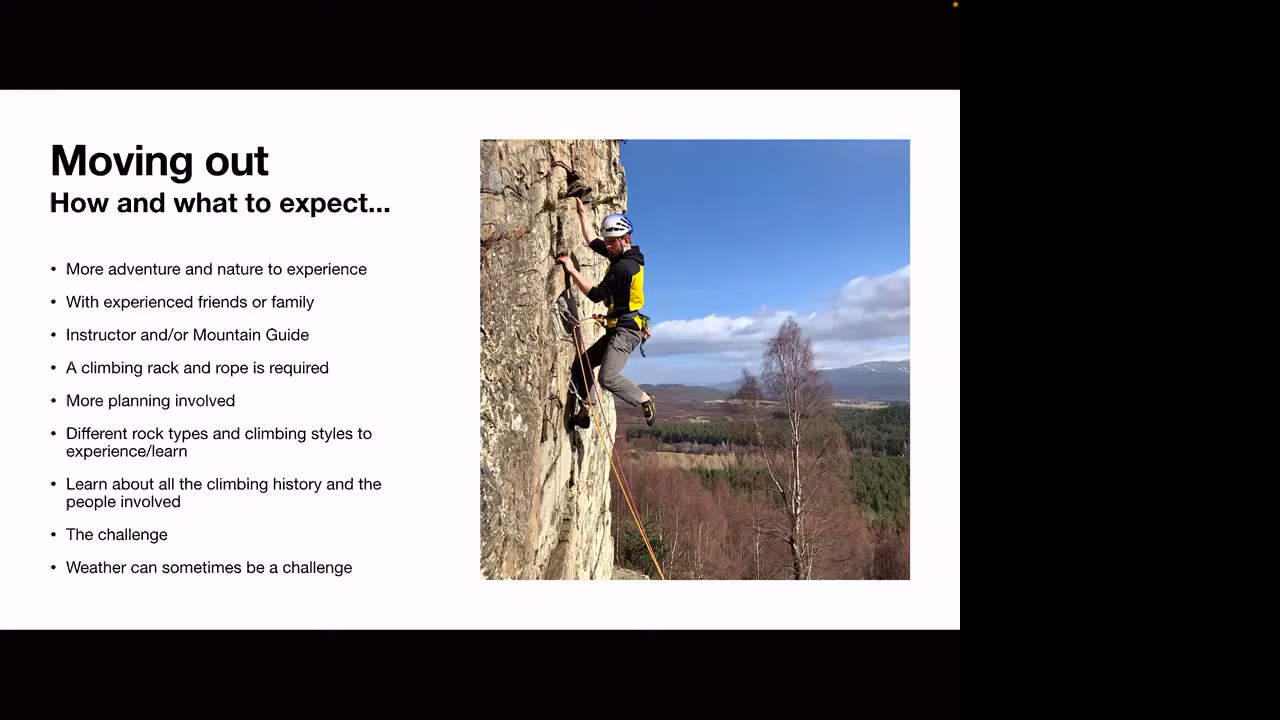 Moving out
How and what to expect...
• More adventure and nature to experience
• With experienced friends or family
• Instructor and/or Mountain Guide
• A climbing rack and rope is required
• More planning involved
• Different rock types and climbing styles to
experience/learn
• Learn about all the climbing history and the
people involved
• The challenge
• Weather can sometimes be a challenge